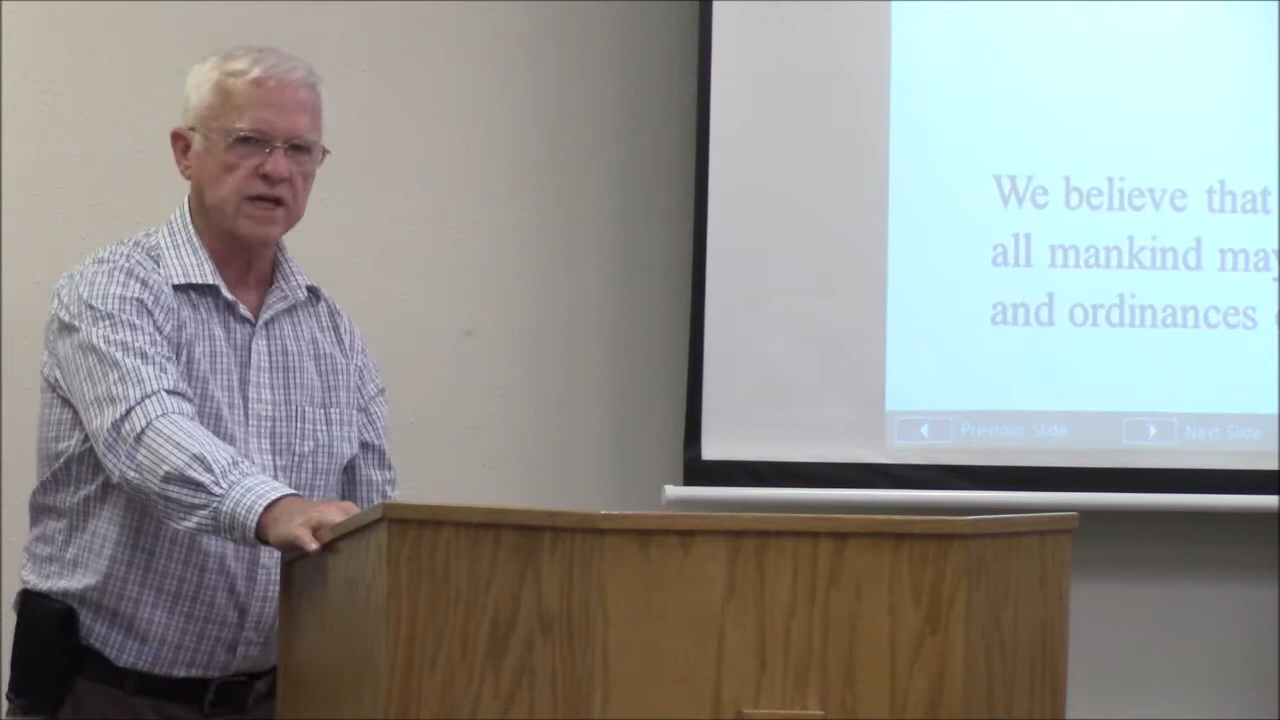 We believe that
all mankind may
and ordinances
Previous Slide
Next Slide